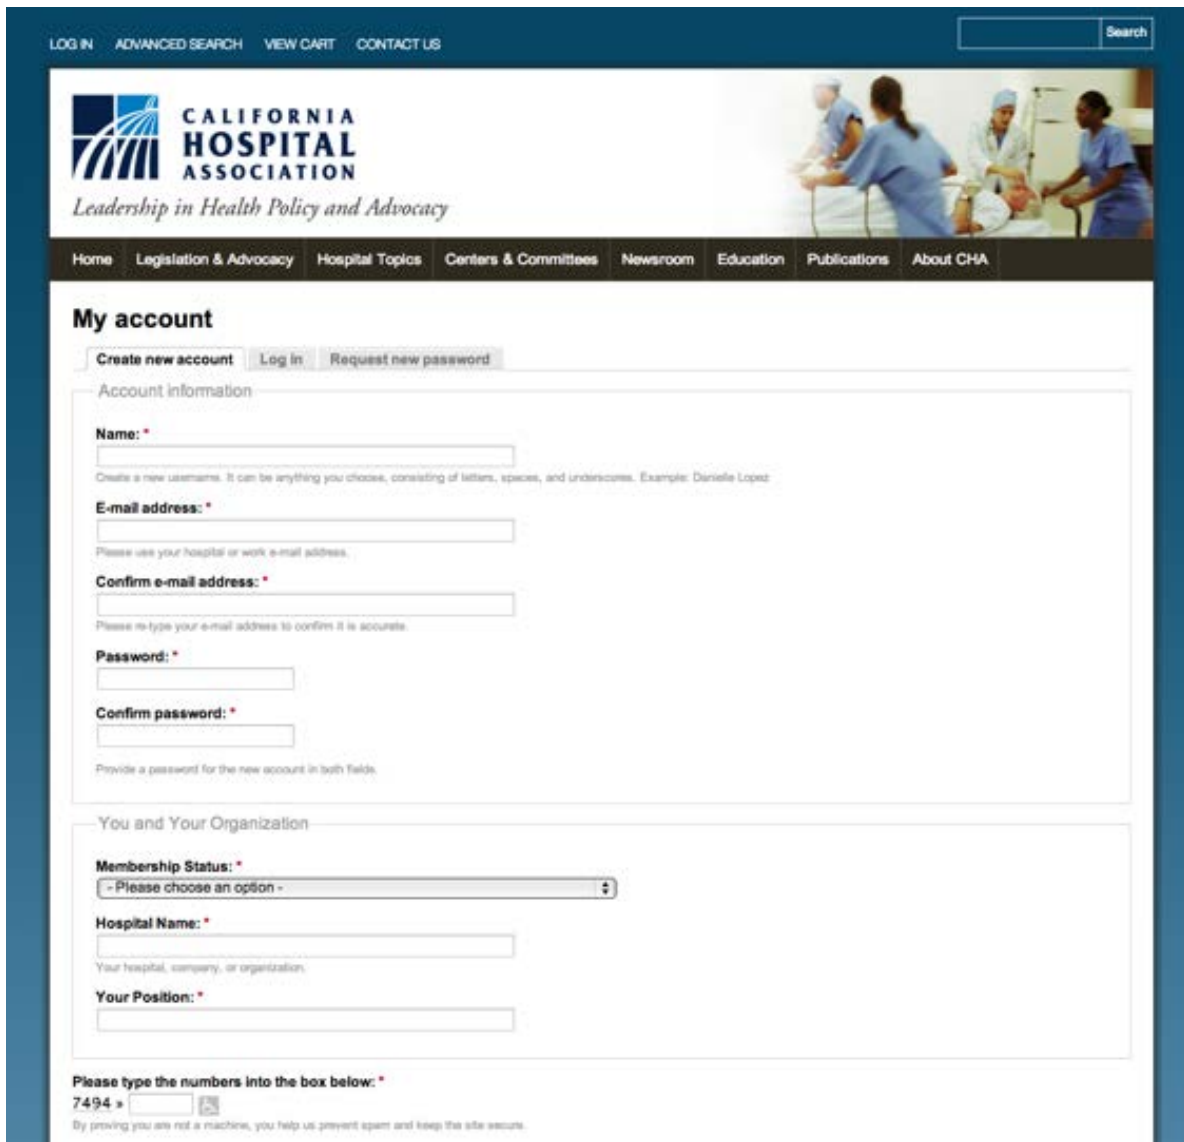 LOG IN ADVANCED SEARCH VIEW CART CONTACT US
Search
CALIFORNIA
HOSPITAL
ASSOCIATION
Leadership in Health Policy and Advocacy
Home Legislation & Advocacy Hospital Topics Centers & Committees Newsroom Education Publications About CHA
My account
Create new account Log in Request new password
Account information
Name: *
Create a new username. It can be anything you choose, consisting of letters, spaces, and underscores. Example: Danielle Lopez
E-mail address: *
Please use your hospital or work e-mail address.
Confirm e-mail address: *
Please re-type your e-mail address to confirm it is accurate.
Password: *
Confirm password: *
Provide a password for the new account in both fields.
You and Your Organization
Membership Status: *
- Please choose an option -
Hospital Name: *
Your hospital, company, or organization.
Your Position: *
Please type the numbers into the box below: *
7494 »
By proving you are not a machine, you help us prevent spam and keep the site secure.